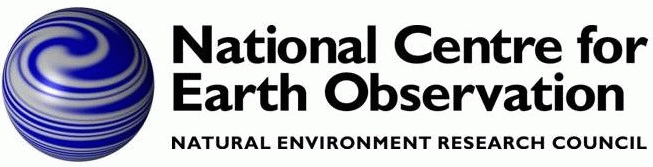 National Centre for
Earth Observation
NATURAL ENVIRONMENT RESEARCH COUNCIL